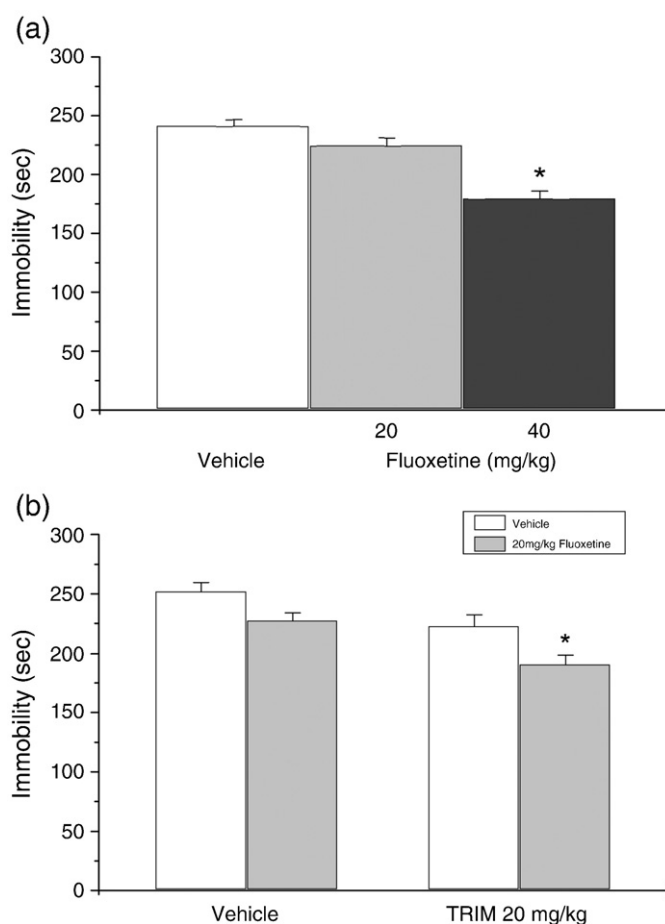 (a)
300
250
200
150
100
50
0
Immobility (sec)
*
20 40
Vehicle Fluoxetine (mg/kg)
(b)
300
250
200
150
100
50
0
Immobility (sec)
Vehicle
20mg/kg Fluoxetine
*
Vehicle TRIM 20 mg/kg